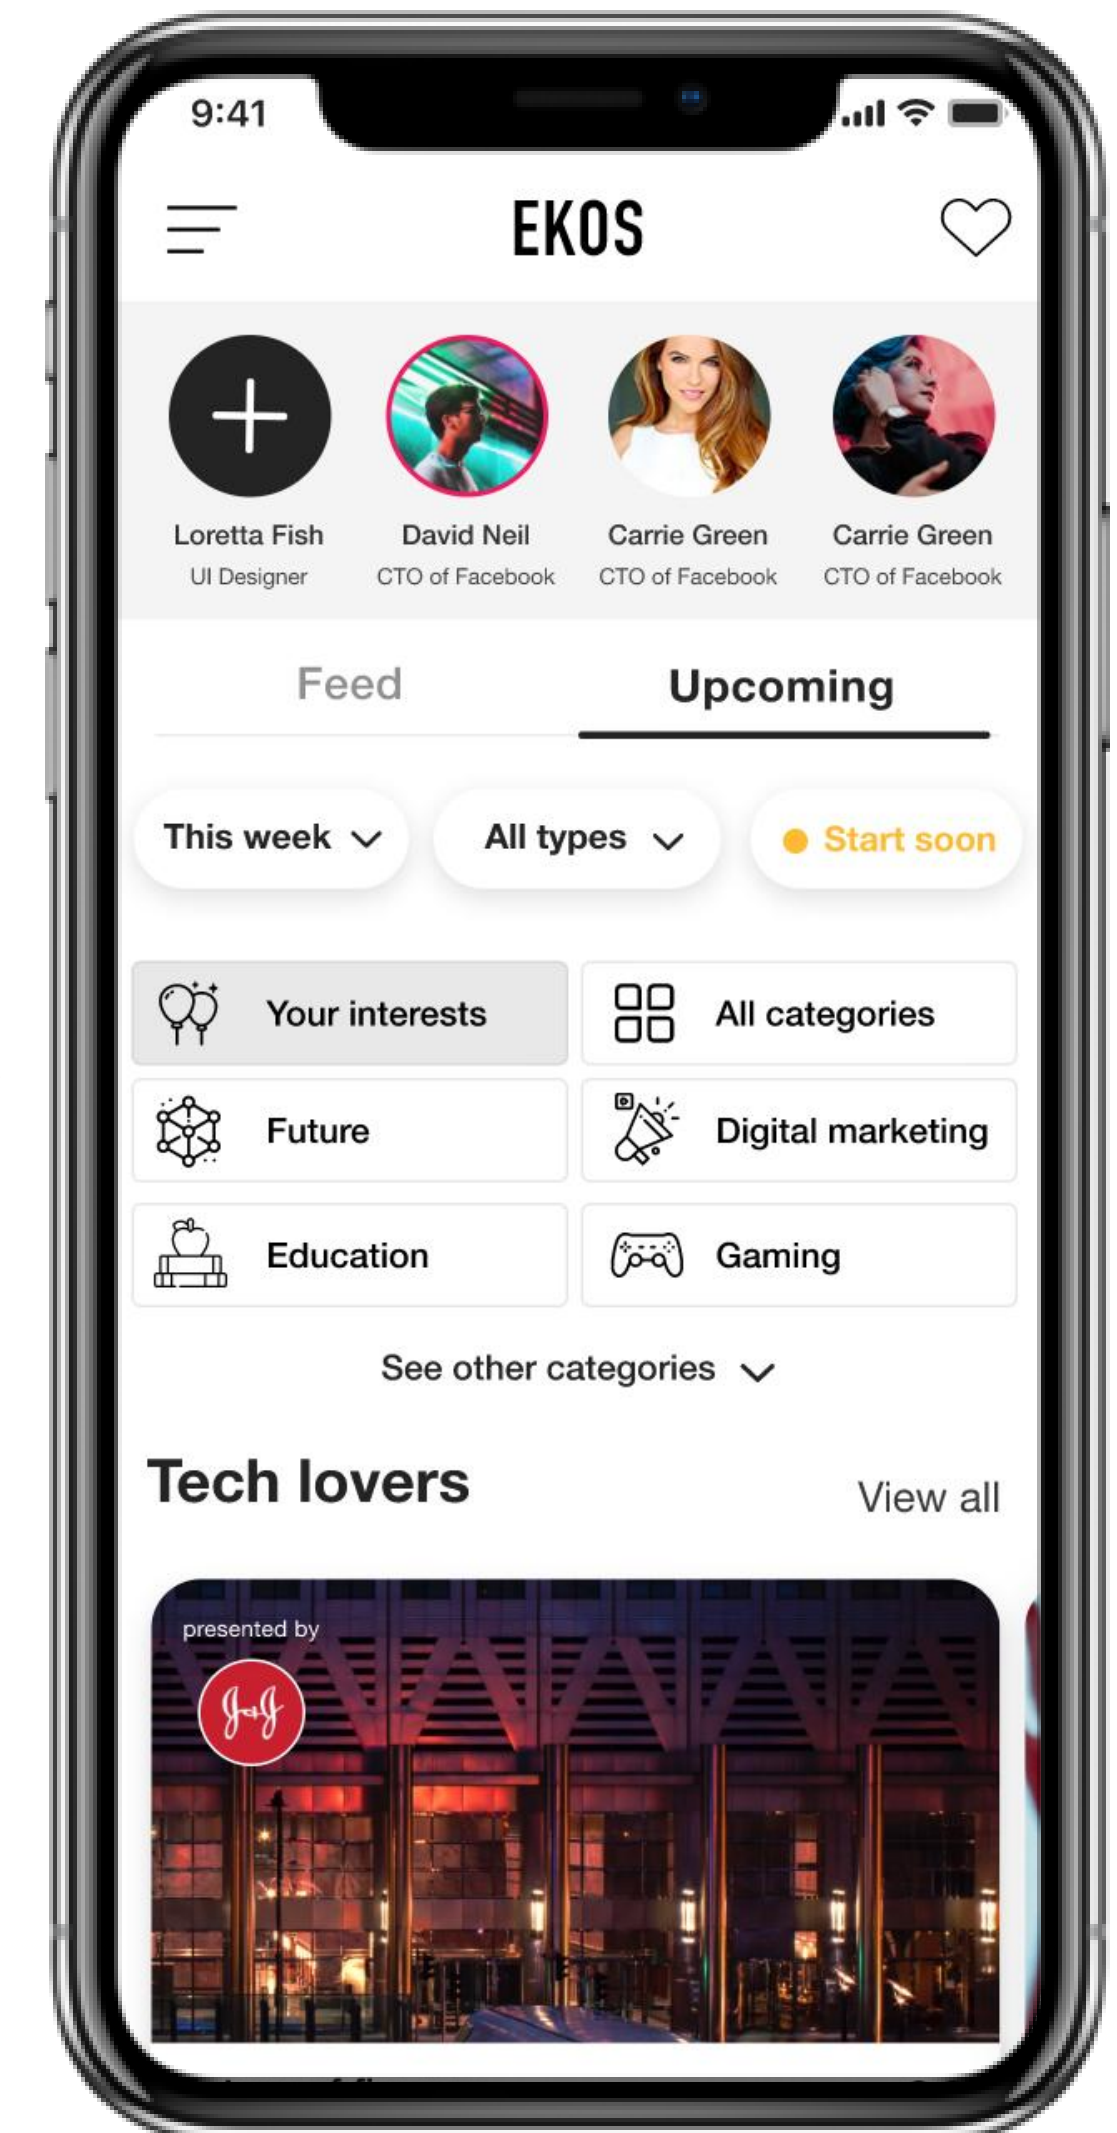 9:41
EKOS
Loretta Fish
UI Designer
David Neil
CTO of Facebook
Carrie Green
CTO of Facebook
Carrie Green
CTO of Facebook
Feed
Upcoming
This week
All types
Start soon
Your interests
All categories
Future
Digital marketing
Education
Gaming
See other categories
Tech lovers
View all
presented by
J&J